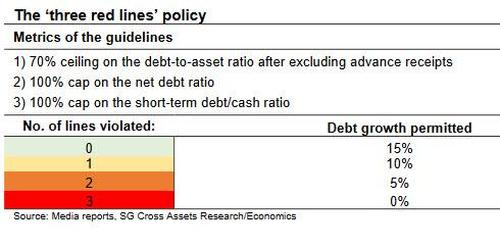 The ‘three red lines’ policy
Metrics of the guidelines
1) 70% ceiling on the debt-to-asset ratio after excluding advance receipts
2) 100% cap on the net debt ratio
3) 100% cap on the short-term debt/cash ratio
No. of lines violated: Debt growth permitted
0 15%
1 10%
2 5%
3 0%
Source: Media reports, SG Cross Assets Research/Economics